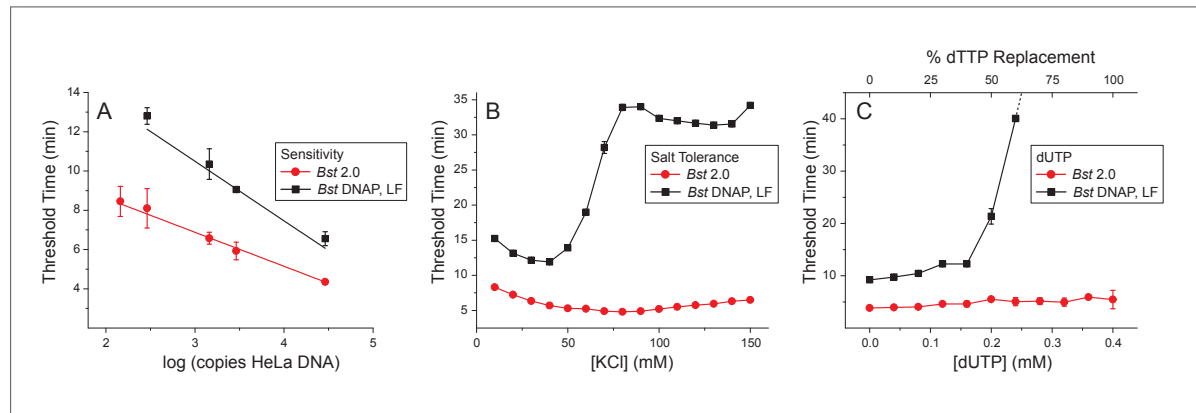 A
Threshold Time (min)
14
12
10
8
6
4
2
3
4
5
log (copies HeLa DNA)
Sensitivity
Bst 2.0
Bst DNAP, LF
B
Threshold Time (min)
35
30
25
20
15
10
5
0
50
100
150
[KCl] (mM)
Salt Tolerance
Bst 2.0
Bst DNAP, LF
% dTTP Replacement
0
25
50
75
100
C
Threshold Time (min)
40
30
20
10
0.0
0.1
0.2
0.3
0.4
[dUTP] (mM)
dUTP
Bst 2.0
Bst DNAP, LF